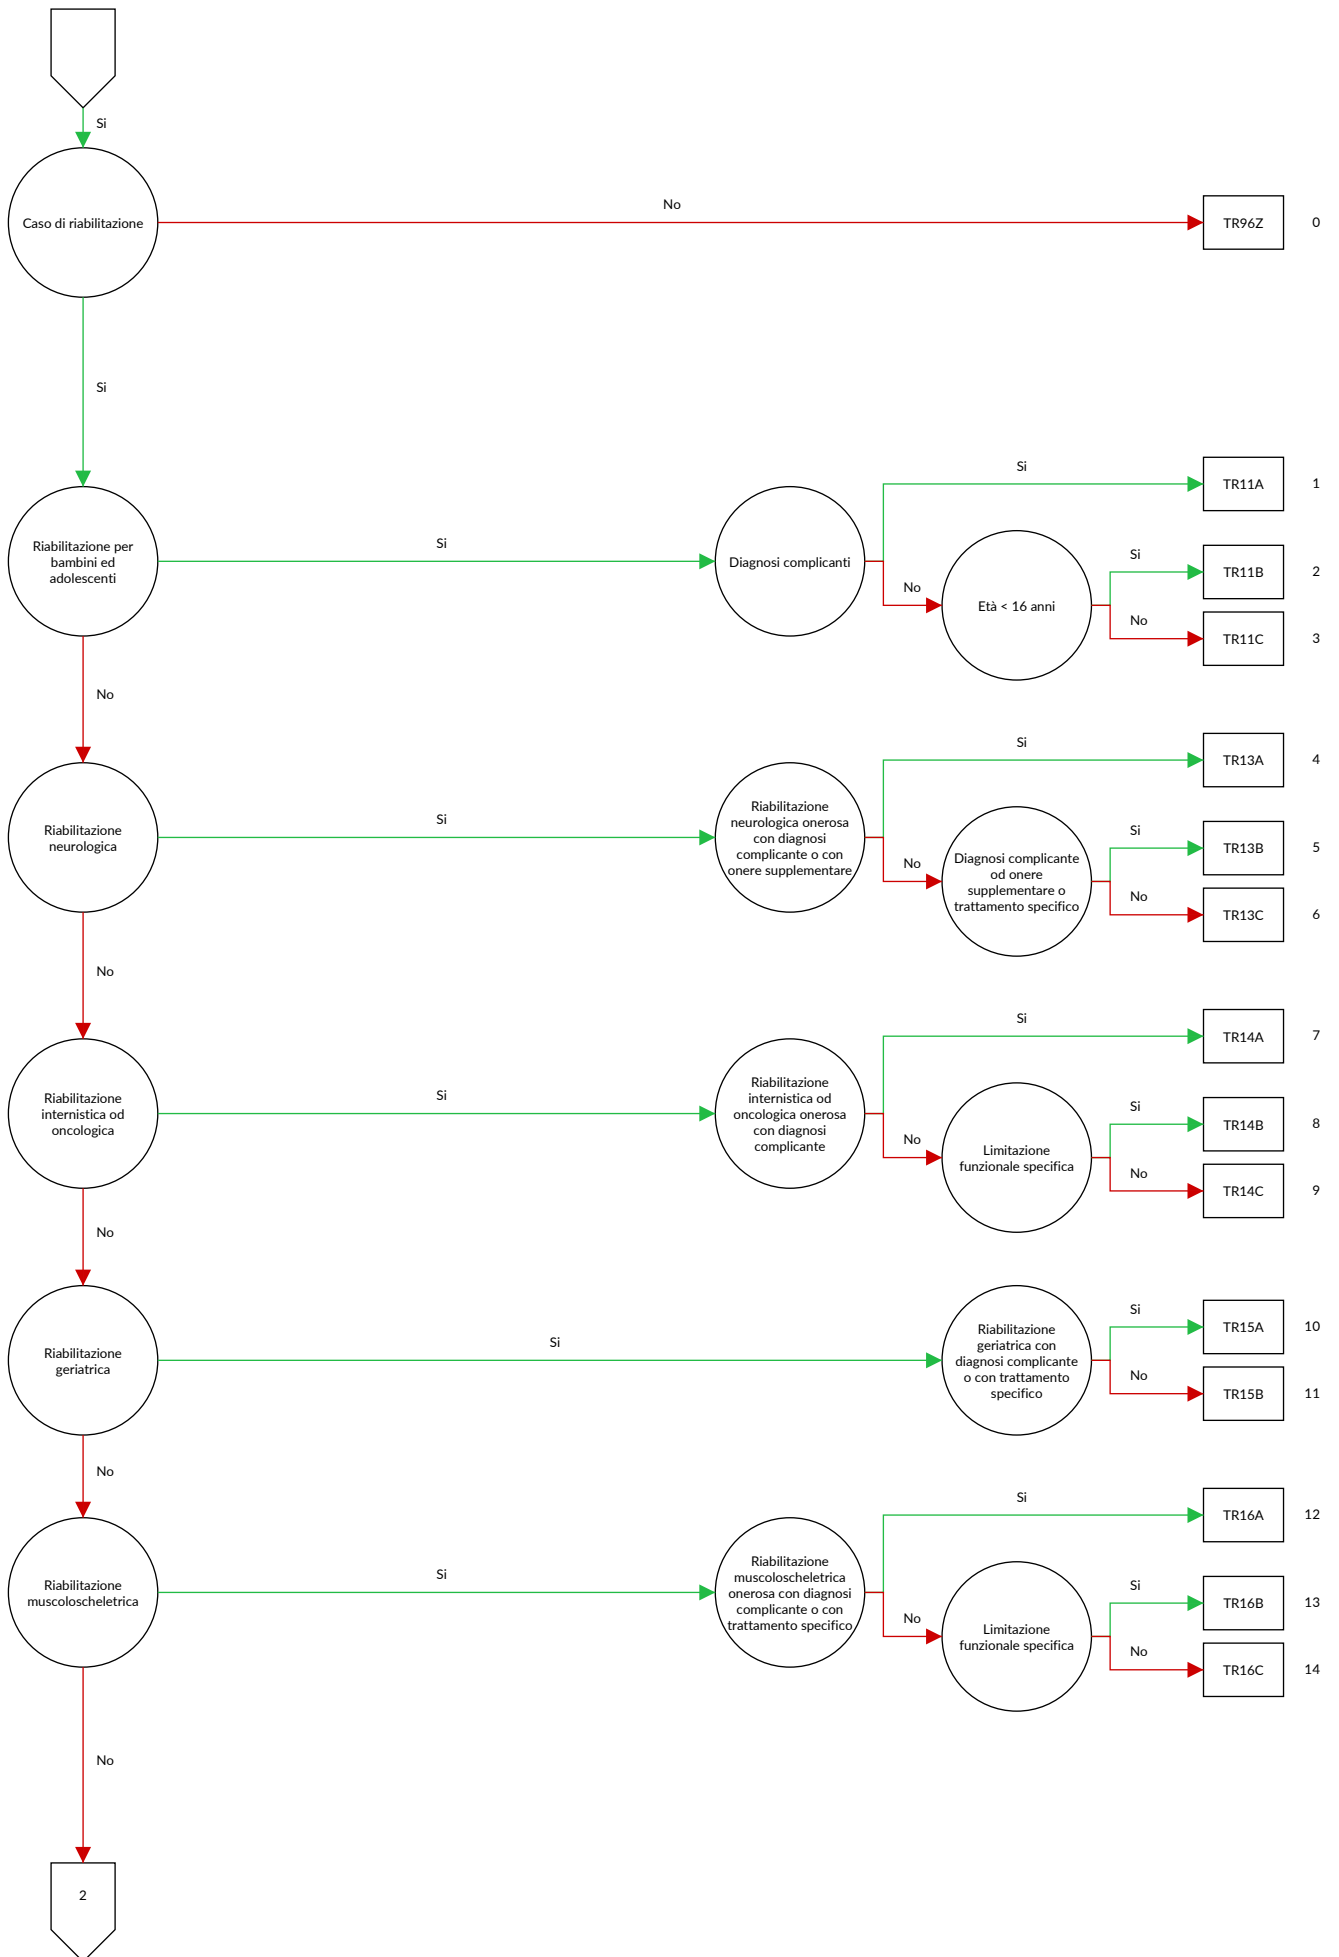 Si
Caso di riabilitazione
No
TR96Z
0
Si
Riabilitazione per
bambini ed
adolescenti
Si
Diagnosi complicanti
Si
TR11A
1
No
Età < 16 anni
Si
TR11B
2
No
TR11C
3
No
Riabilitazione
neurologica
Si
Riabilitazione
neurologica onerosa
con diagnosi
complicante o con
onere supplementare
Si
TR13A
4
No
Diagnosi complicante
od onere
supplementare o
trattamento specifico
Si
TR13B
5
No
TR13C
6
No
Riabilitazione
internistica od
oncologica
Si
Riabilitazione
internistica od
oncologica onerosa
con diagnosi
complicante
Si
TR14A
7
No
Limitazione
funzionale specifica
Si
TR14B
8
No
TR14C
9
No
Riabilitazione
geriatrica
Si
Riabilitazione
geriatrica con
diagnosi complicante
o con trattamento
specifico
Si
TR15A
10
No
TR15B
11
No
Riabilitazione
muscoloscheletrica
Si
Riabilitazione
muscoloscheletrica
onerosa con diagnosi
complicante o con
trattamento specifico
Si
TR16A
12
No
Limitazione
funzionale specifica
Si
TR16B
13
No
TR16C
14
No
2